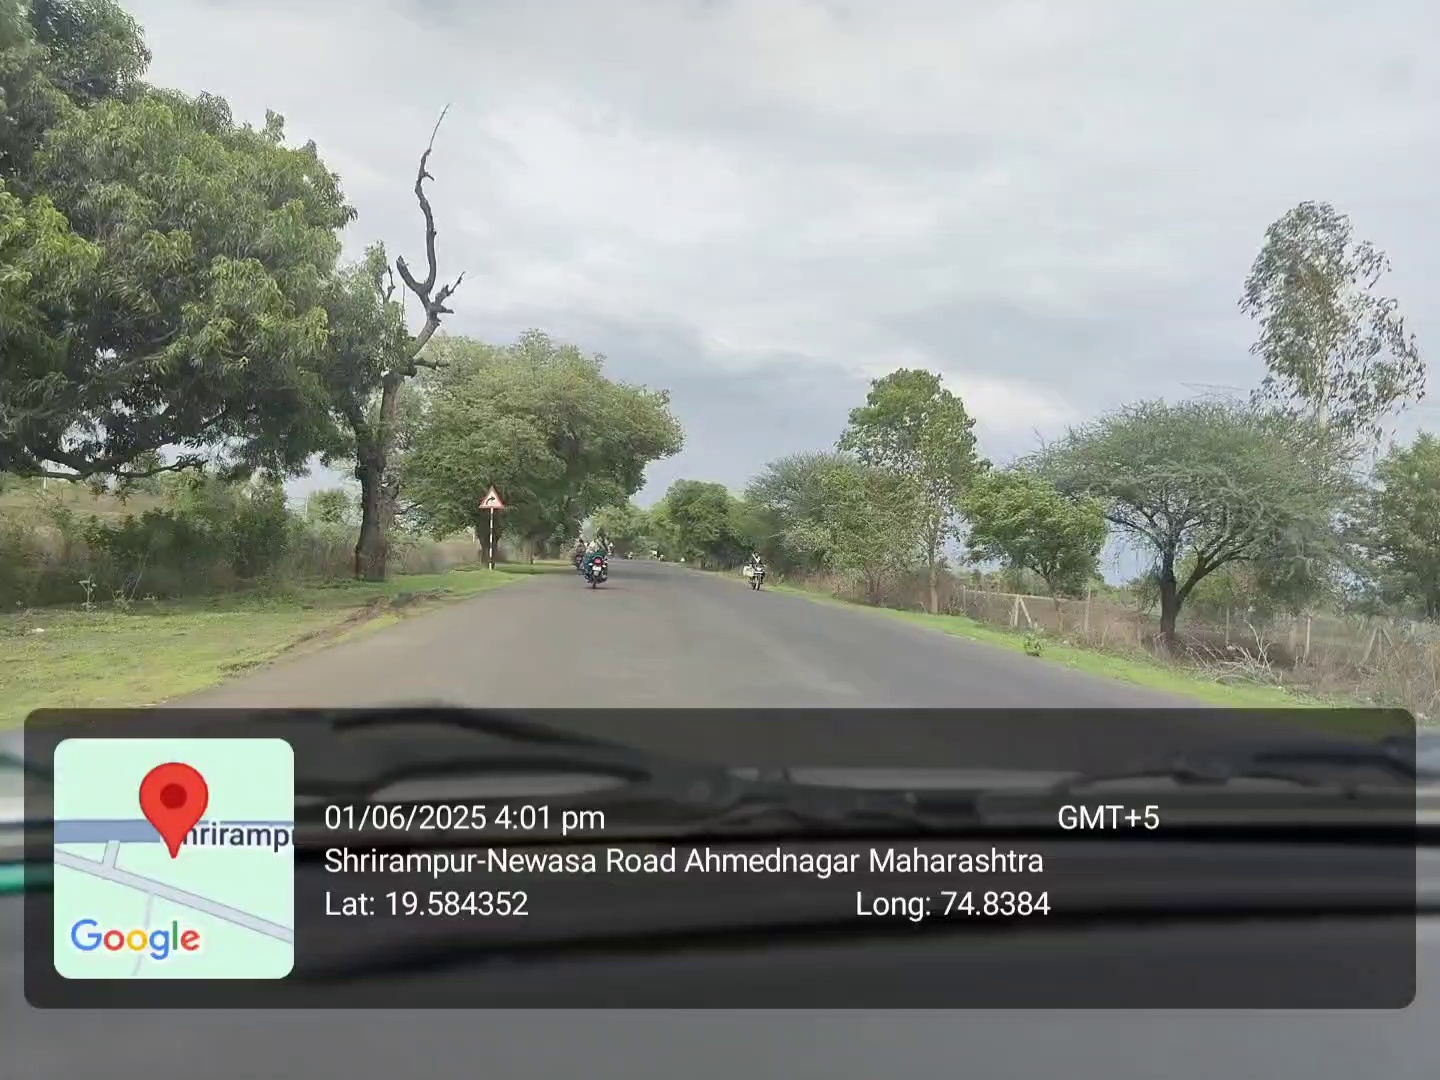 01/06/2025 4:01 pm GMT+5
Shrirampur-Newasa Road Ahmednagar Maharashtra
Lat: 19.584352 Long: 74.8384
Google